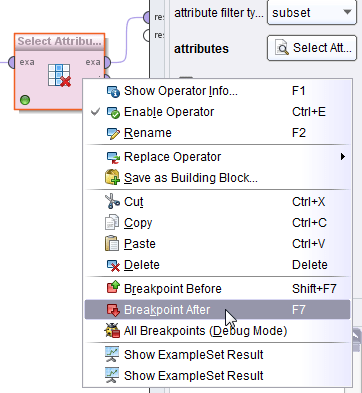 attribute filter ty... subset
Select Attribu...
res
exa exa
res
attributes Select Att...
Show Operator Info... F1
Enable Operator Ctrl+E
Rename F2
Replace Operator
Save as Building Block...
Cut Ctrl+X
Copy Ctrl+C
Paste Ctrl+V
Delete Delete
Breakpoint Before Shift+F7
Breakpoint After F7
All Breakpoints (Debug Mode)
Show ExampleSet Result
Show ExampleSet Result